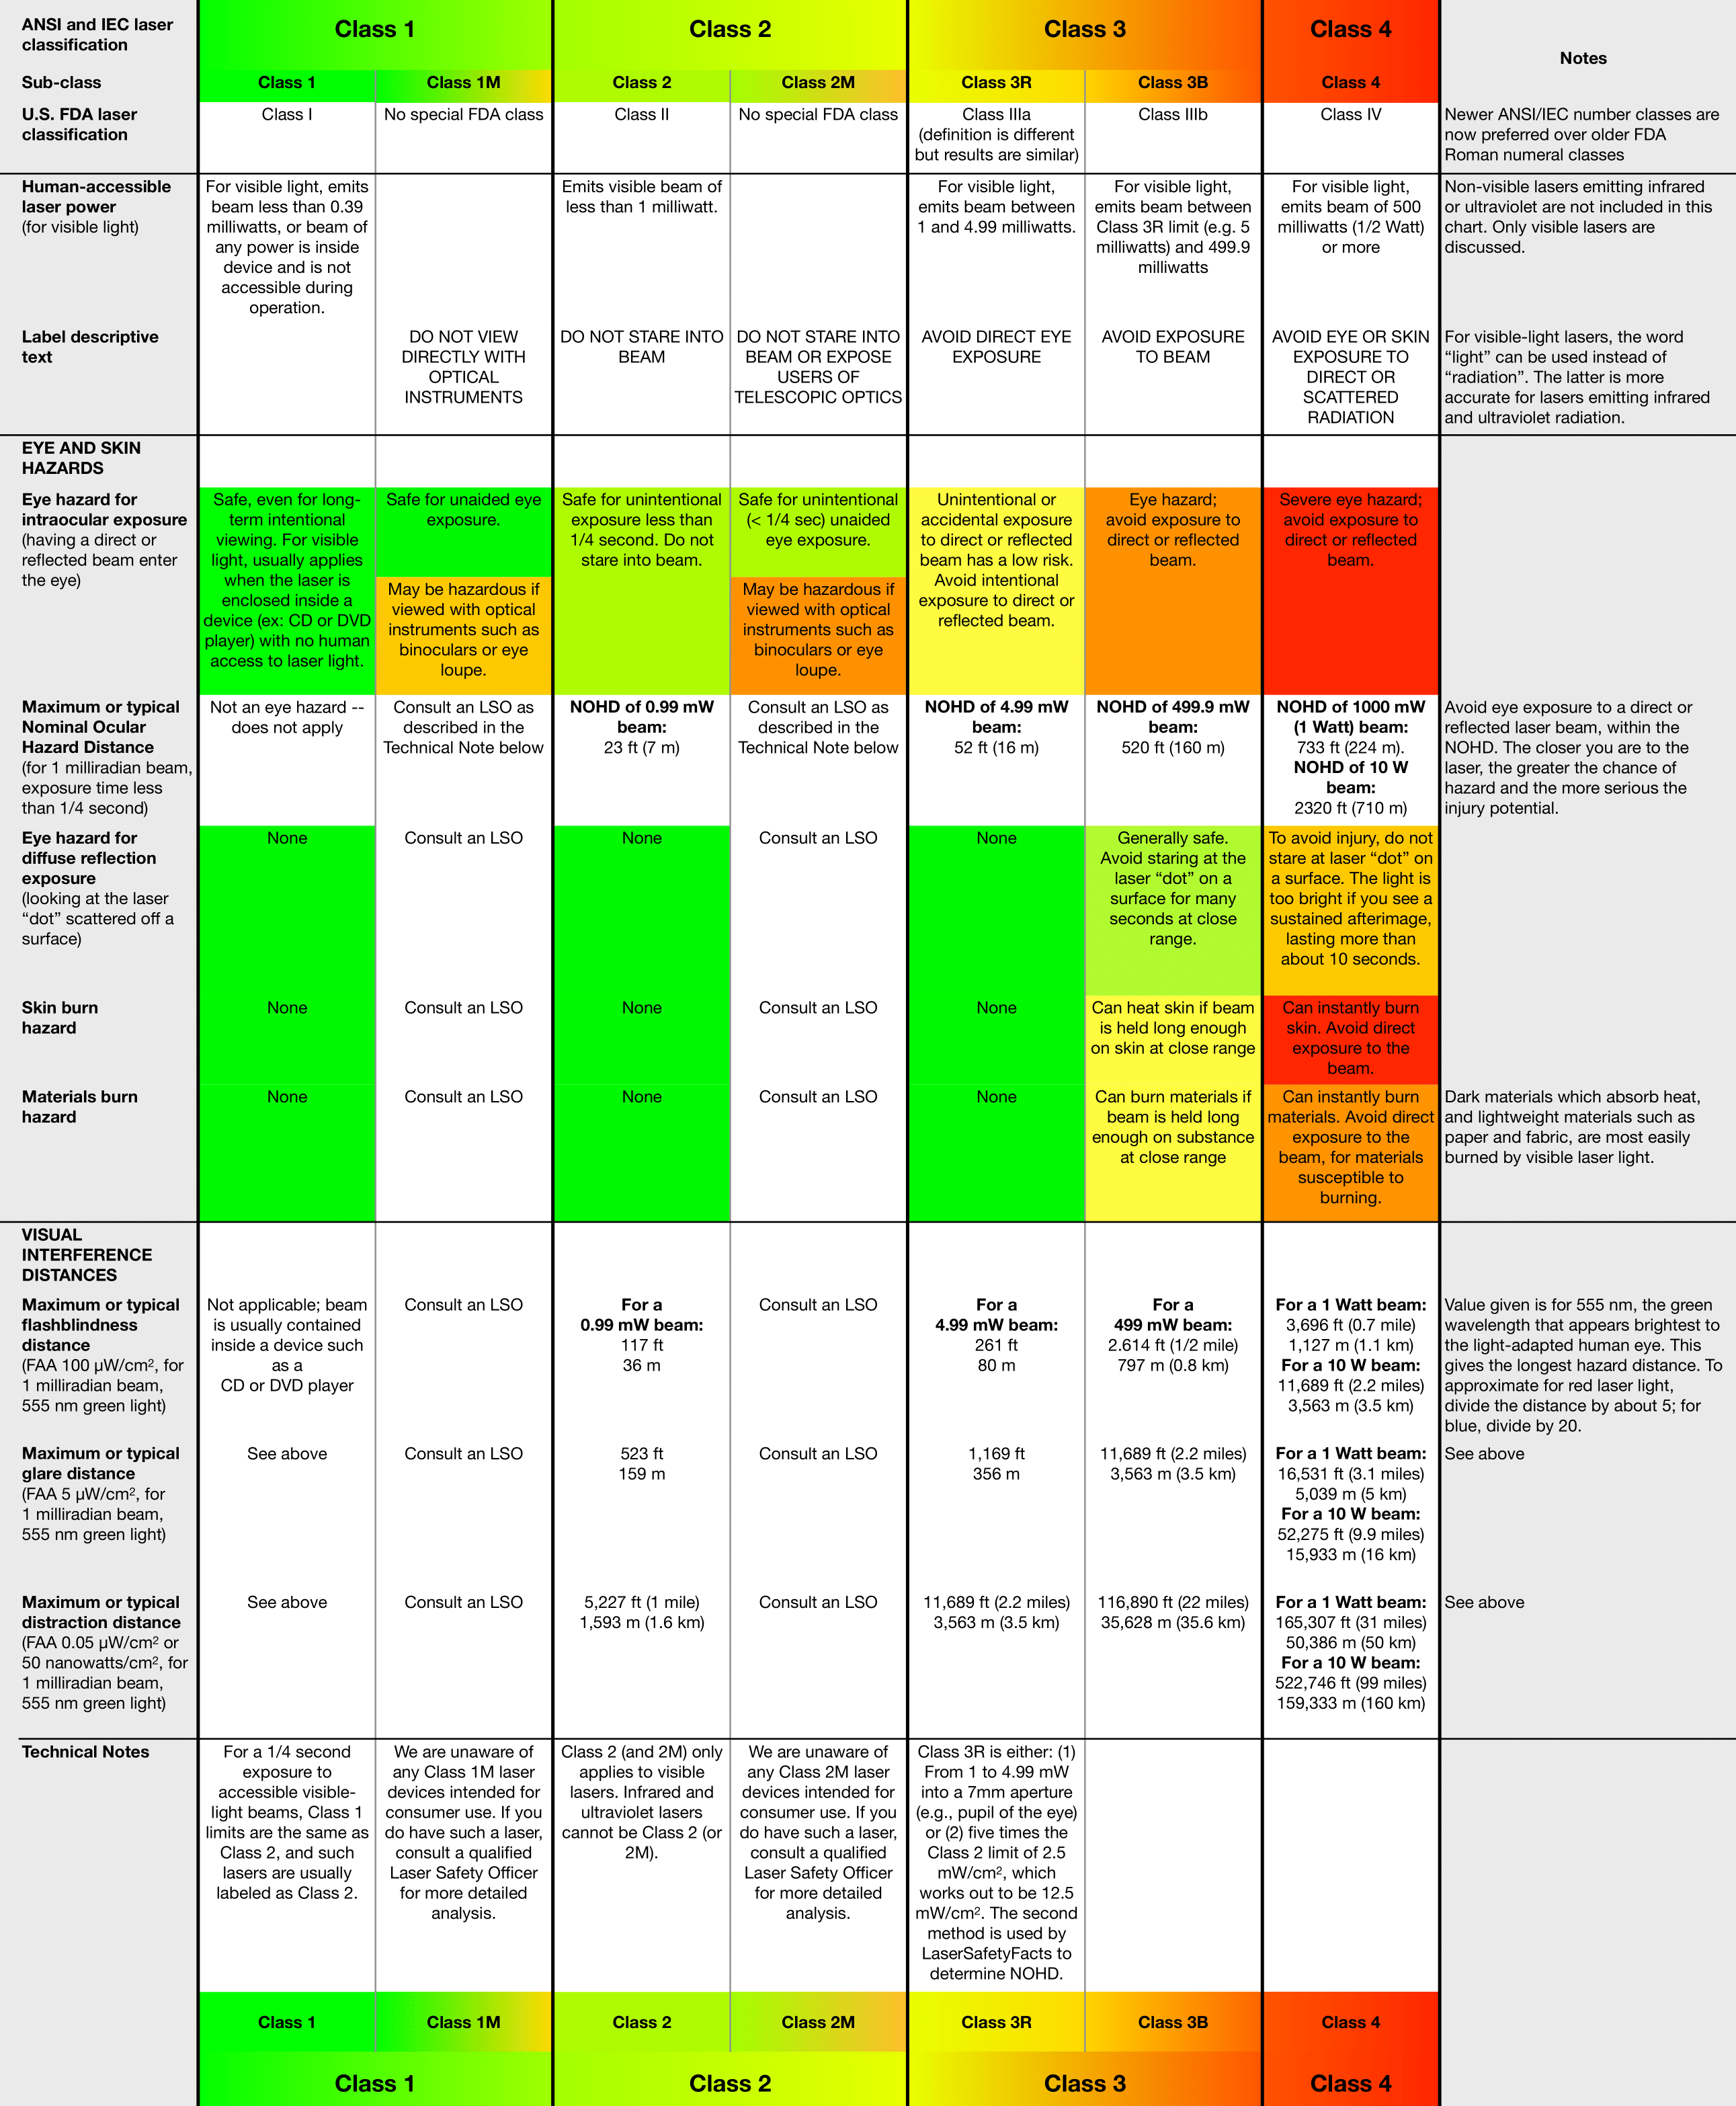 ANSI and IEC laser
classification
Class 1
Class 2
Class 3
Class 4
Notes
Sub-class
Class 1
Class 1M
Class 2
Class 2M
Class 3R
Class 3B
Class 4
U.S. FDA laser
classification
Class I
No special FDA class
Class II
No special FDA class
Class IIIa
(definition is different
but results are similar)
Class IIIb
Class IV
Newer ANSI/IEC number classes are
now preferred over older FDA
Roman numeral classes
Human-accessible
laser power
(for visible light)
For visible light, emits
beam less than 0.39
milliwatts, or beam of
any power is inside
device and is not
accessible during
operation.
Emits visible beam of
less than 1 milliwatt.
For visible light,
emits beam between
1 and 4.99 milliwatts.
For visible light,
emits beam between
Class 3R limit (e.g. 5
milliwatts) and 499.9
milliwatts
For visible light,
emits beam of 500
milliwatts (1/2 Watt)
or more
Non-visible lasers emitting infrared
or ultraviolet are not included in this
chart. Only visible lasers are
discussed.
Label descriptive
text
DO NOT VIEW
DIRECTLY WITH
OPTICAL
INSTRUMENTS
DO NOT STARE INTO
BEAM
DO NOT STARE INTO
BEAM OR EXPOSE
USERS OF
TELESCOPIC OPTICS
AVOID DIRECT EYE
EXPOSURE
AVOID EXPOSURE
TO BEAM
AVOID EYE OR SKIN
EXPOSURE TO
DIRECT OR
SCATTERED
RADIATION
For visible-light lasers, the word
“light” can be used instead of
“radiation”. The latter is more
accurate for lasers emitting infrared
and ultraviolet radiation.
EYE AND SKIN
HAZARDS
Eye hazard for
intraocular exposure
(having a direct or
reflected beam enter
the eye)
Safe, even for long-
term intentional
viewing. For visible
light, usually applies
when the laser is
enclosed inside a
device (ex: CD or DVD
player) with no human
access to laser light.
Safe for unaided eye
exposure.
May be hazardous if
viewed with optical
instruments such as
binoculars or eye
loupe.
Safe for unintentional
exposure less than
1/4 second. Do not
stare into beam.
Safe for unintentional
(< 1/4 sec) unaided
eye exposure.
May be hazardous if
viewed with optical
instruments such as
binoculars or eye
loupe.
Unintentional or
accidental exposure
to direct or reflected
beam has a low risk.
Avoid intentional
exposure to direct or
reflected beam.
Eye hazard;
avoid exposure to
direct or reflected
beam.
Severe eye hazard;
avoid exposure to
direct or reflected
beam.
Maximum or typical
Nominal Ocular
Hazard Distance
(for 1 milliradian beam,
exposure time less
than 1/4 second)
Not an eye hazard --
does not apply
Consult an LSO as
described in the
Technical Note below
NOHD of 0.99 mW
beam:
23 ft (7 m)
Consult an LSO as
described in the
Technical Note below
NOHD of 4.99 mW
beam:
52 ft (16 m)
NOHD of 499.9 mW
beam:
520 ft (160 m)
NOHD of 1000 mW
(1 Watt) beam:
733 ft (224 m).
NOHD of 10 W
beam:
2320 ft (710 m)
Avoid eye exposure to a direct or
reflected laser beam, within the
NOHD. The closer you are to the
laser, the greater the chance of
hazard and the more serious the
injury potential.
Eye hazard for
diffuse reflection
exposure
(looking at the laser
“dot” scattered off a
surface)
None
Consult an LSO
None
Consult an LSO
None
Generally safe.
Avoid staring at the
laser “dot” on a
surface for many
seconds at close
range.
To avoid injury, do not
stare at laser “dot” on
a surface. The light is
too bright if you see a
sustained afterimage,
lasting more than
about 10 seconds.
Skin burn
hazard
None
Consult an LSO
None
Consult an LSO
None
Can heat skin if beam
is held long enough
on skin at close range
Can instantly burn
skin. Avoid direct
exposure to the
beam.
Materials burn
hazard
None
Consult an LSO
None
Consult an LSO
None
Can burn materials if
beam is held long
enough on substance
at close range
Can instantly burn
materials. Avoid direct
exposure to the
beam, for materials
susceptible to
burning.
Dark materials which absorb heat,
and lightweight materials such as
paper and fabric, are most easily
burned by visible laser light.
VISUAL
INTERFERENCE
DISTANCES
Maximum or typical
flashblindness
distance
(FAA 100 µW/cm², for
1 milliradian beam,
555 nm green light)
Not applicable; beam
is usually contained
inside a device such
as a
CD or DVD player
Consult an LSO
For a
0.99 mW beam:
117 ft
36 m
Consult an LSO
For a
4.99 mW beam:
261 ft
80 m
For a
499 mW beam:
2.614 ft (1/2 mile)
797 m (0.8 km)
For a 1 Watt beam:
3,696 ft (0.7 mile)
1,127 m (1.1 km)
For a 10 W beam:
11,689 ft (2.2 miles)
3,563 m (3.5 km)
Value given is for 555 nm, the green
wavelength that appears brightest to
the light-adapted human eye. This
gives the longest hazard distance. To
approximate for red laser light,
divide the distance by about 5; for
blue, divide by 20.
Maximum or typical
glare distance
(FAA 5 µW/cm², for
1 milliradian beam,
555 nm green light)
See above
Consult an LSO
523 ft
159 m
Consult an LSO
1,169 ft
356 m
11,689 ft (2.2 miles)
3,563 m (3.5 km)
For a 1 Watt beam:
16,531 ft (3.1 miles)
5,039 m (5 km)
For a 10 W beam:
52,275 ft (9.9 miles)
15,933 m (16 km)
See above
Maximum or typical
distraction distance
(FAA 0.05 µW/cm² or
50 nanowatts/cm², for
1 milliradian beam,
555 nm green light)
See above
Consult an LSO
5,227 ft (1 mile)
1,593 m (1.6 km)
Consult an LSO
11,689 ft (2.2 miles)
3,563 m (3.5 km)
116,890 ft (22 miles)
35,628 m (35.6 km)
For a 1 Watt beam:
165,307 ft (31 miles)
50,386 m (50 km)
For a 10 W beam:
522,746 ft (99 miles)
159,333 m (160 km)
See above
Technical Notes
For a 1/4 second
exposure to
accessible visible-
light beams, Class 1
limits are the same as
Class 2, and such
lasers are usually
labeled as Class 2.
We are unaware of
any Class 1M laser
devices intended for
consumer use. If you
do have such a laser,
consult a qualified
Laser Safety Officer
for more detailed
analysis.
Class 2 (and 2M) only
applies to visible
lasers. Infrared and
ultraviolet lasers
cannot be Class 2 (or
2M).
We are unaware of
any Class 2M laser
devices intended for
consumer use. If you
do have such a laser,
consult a qualified
Laser Safety Officer
for more detailed
analysis.
Class 3R is either: (1)
From 1 to 4.99 mW
into a 7mm aperture
(e.g., pupil of the eye)
or (2) five times the
Class 2 limit of 2.5
mW/cm², which
works out to be 12.5
mW/cm². The second
method is used by
LaserSafetyFacts to
determine NOHD.
Class 1
Class 1M
Class 2
Class 2M
Class 3R
Class 3B
Class 4
Class 1
Class 2
Class 3
Class 4